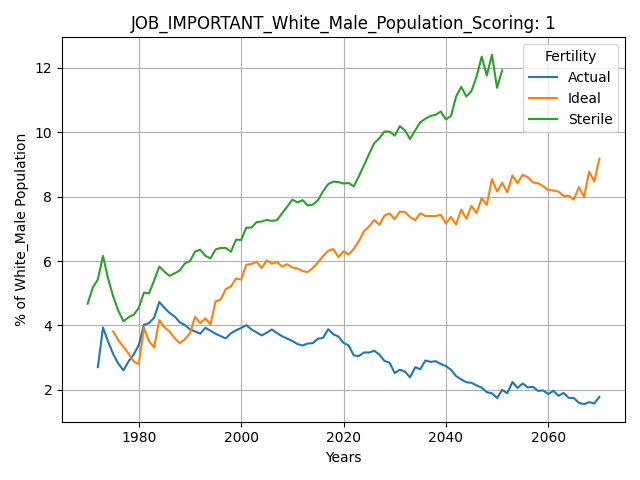 JOB_IMPORTANT_White_Male_Population_Scoring: 1
% of White_Male Population
12
10
8
6
4
2
Fertility
Actual
Ideal
Sterile
1980 2000 2020 2040 2060
Years